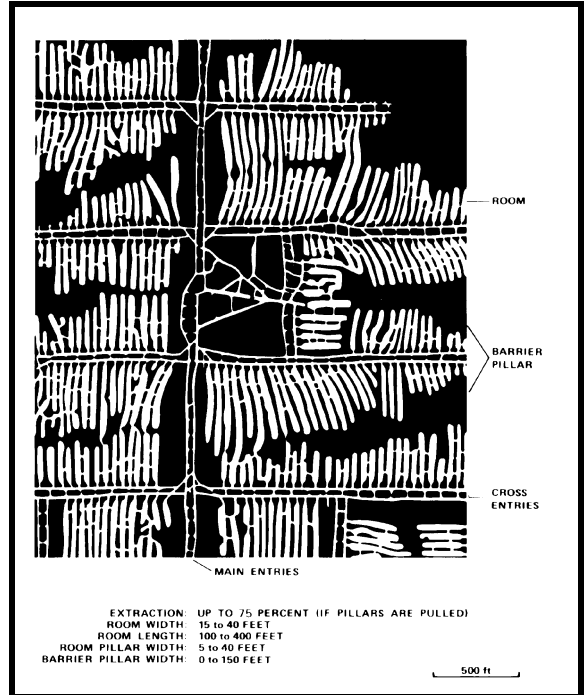 ROOM
BARRIER
PILLAR
CROSS
ENTRIES
MAIN ENTRIES
EXTRACTION: UP TO 75 PERCENT (IF PILLARS ARE PULLED)
ROOM WIDTH: 15 to 40 FEET
ROOM LENGTH: 100 to 400 FEET
ROOM PILLAR WIDTH: 5 to 40 FEET
BARRIER PILLAR WIDTH: 0 to 150 FEET
500 ft